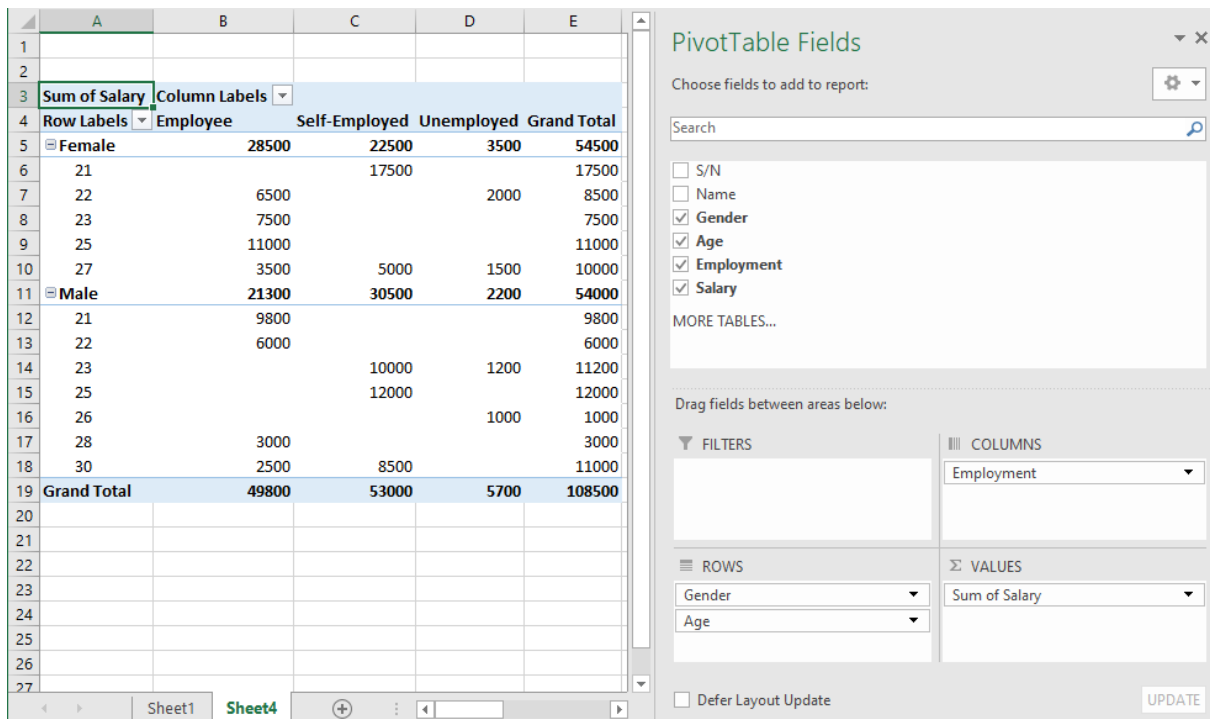 A B C D E
1
2
3 Sum of Salary Column Labels
4 Row Labels Employee Self-Employed Unemployed Grand Total
5 Female 28500 22500 3500 54500
6 21 17500 17500
7 22 6500 2000 8500
8 23 7500 7500
9 25 11000 11000
10 27 3500 5000 1500 10000
11 Male 21300 30500 2200 54000
12 21 9800 9800
13 22 6000 6000
14 23 10000 1200 11200
15 25 12000 12000
16 26 1000 1000
17 28 3000 3000
18 30 2500 8500 11000
19 Grand Total 49800 53000 5700 108500
20
21
22
23
24
25
26
27
Sheet1 Sheet4
PivotTable Fields
Choose fields to add to report:
Search
S/N
Name
Gender
Age
Employment
Salary
MORE TABLES...
Drag fields between areas below:
FILTERS
COLUMNS
Employment
ROWS
Gender
Age
Σ VALUES
Sum of Salary
Defer Layout Update
UPDATE